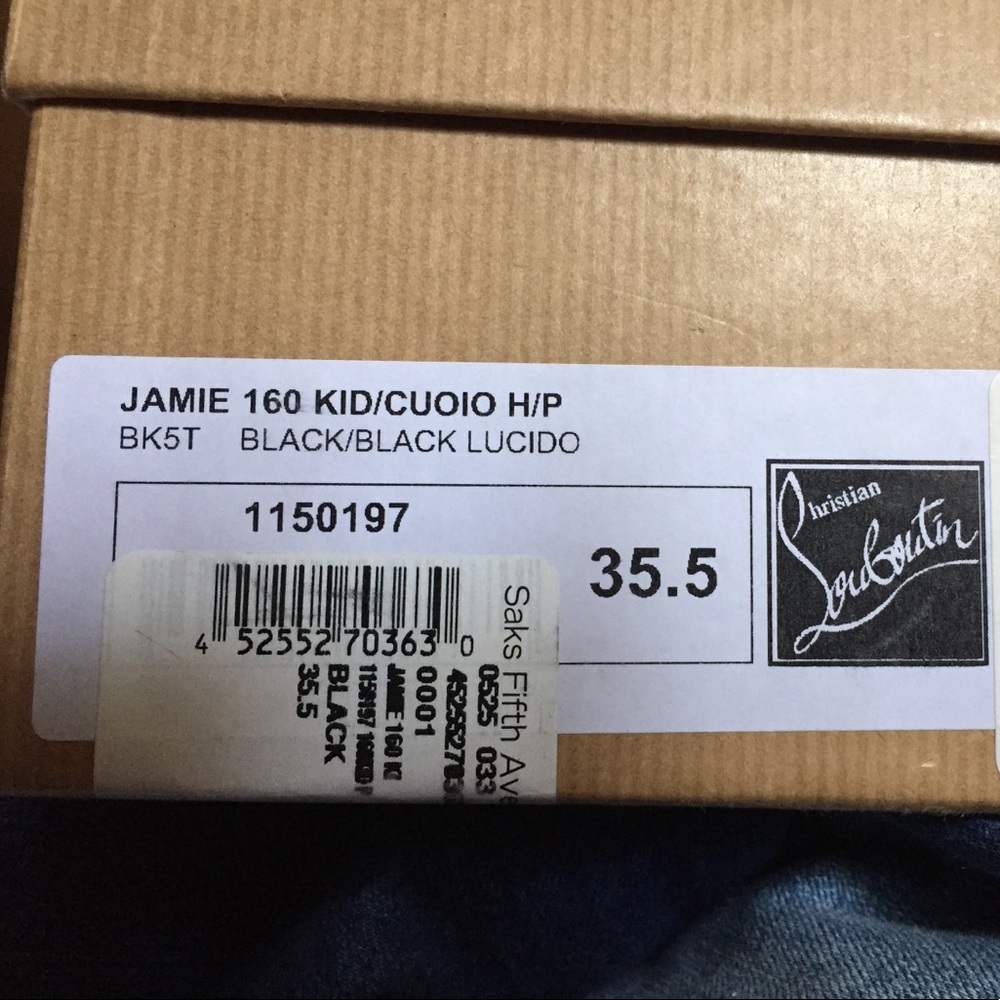 JAMIE 160 KID/CUOIO H/P
BK5T BLACK/BLACK LUCIDO
1150197
35.5
Christian
Louboutin
4 52552 70363 0
Saks Fifth Ave
0525 033
0001
JAMIE 160 K
BLACK
35.5